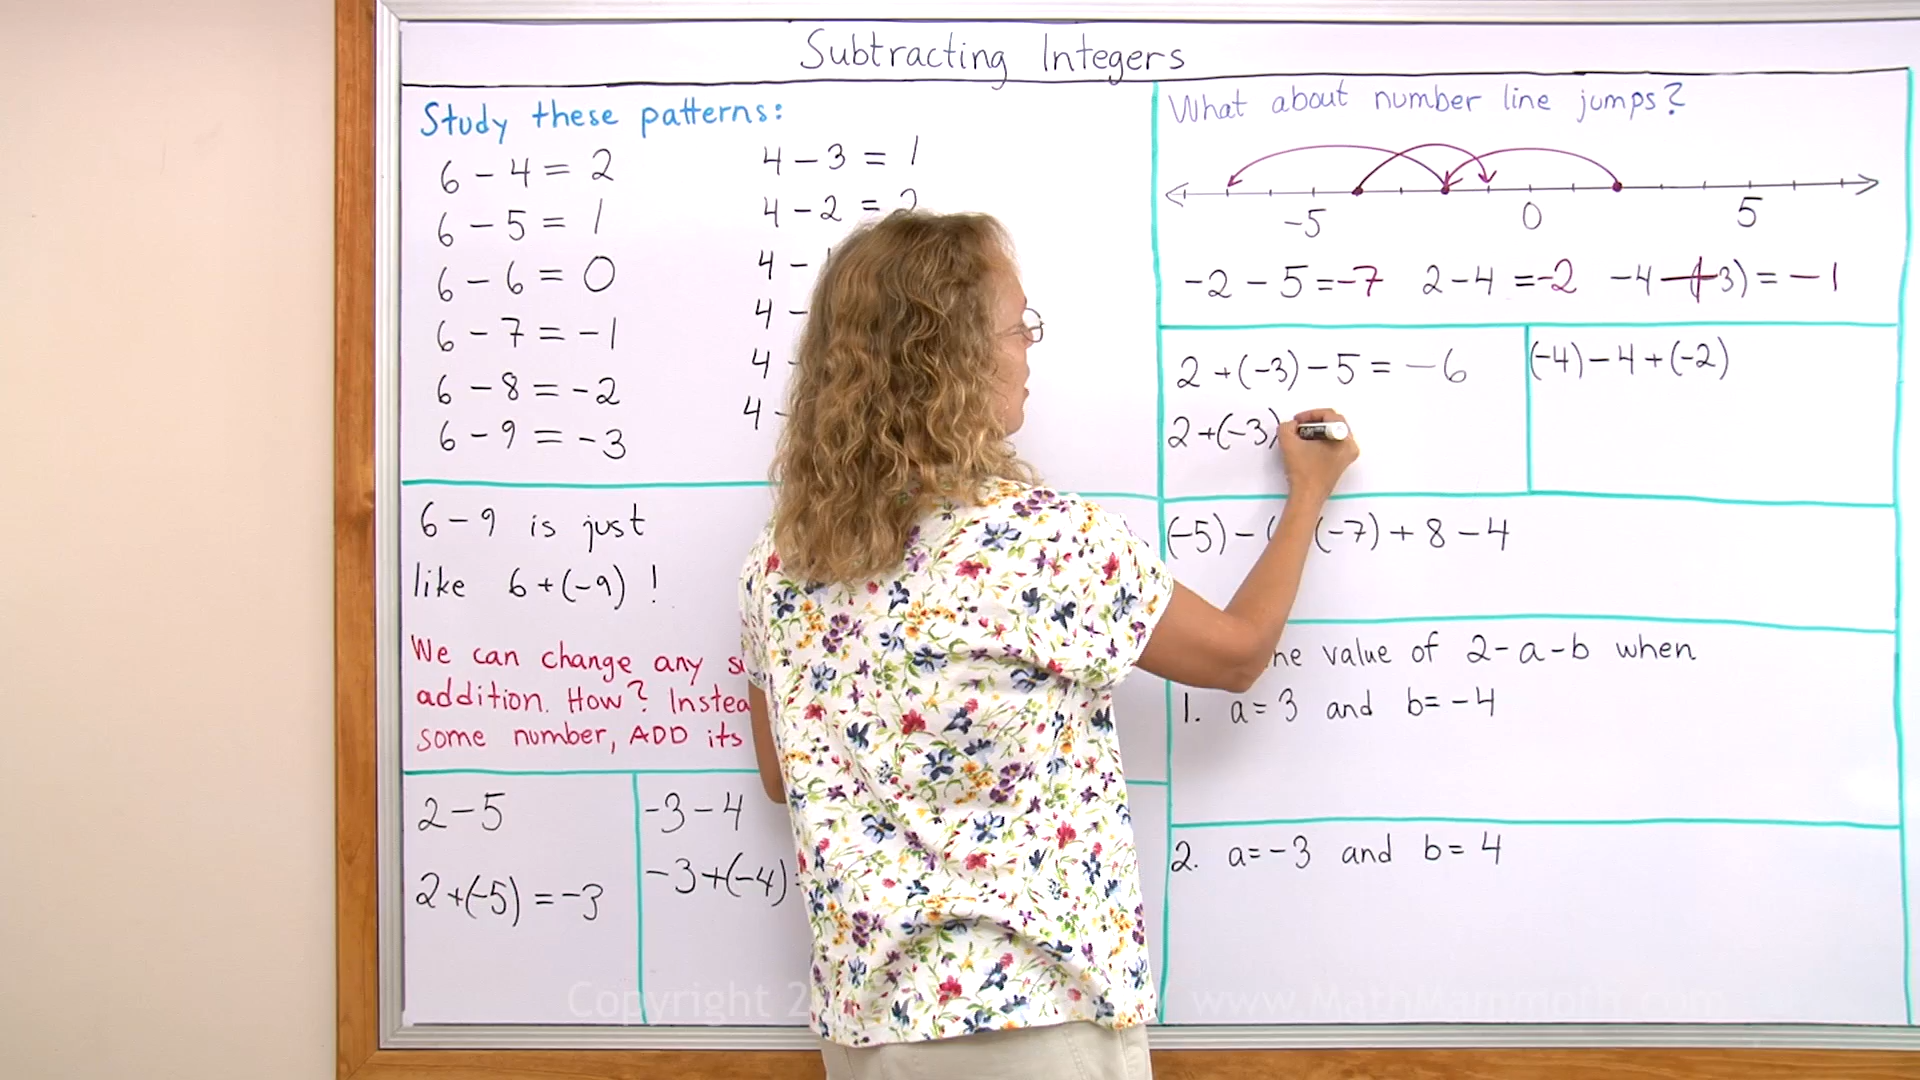 Subtracting Integers
Study these patterns:
6 - 4 = 2
6 - 5 = 1
6 - 6 = 0
6 - 7 = -1
6 - 8 = -2
6 - 9 = -3
4 - 3 = 1
4 - 2 = 2
4 -
4 -
4 -
4 -
6 - 9 is just
like 6 + (-9) !
We can change any
addition. How?
some number, ADD its
2 - 5
2 + (-5) = -3
-3 - 4
-3 + (-4)
What about number line jumps?
-5 0 5
-2 - 5 = -7 2 - 4 = -2 -4 - (-3) = -1
2 + (-3) - 5 = -6
2 + (-3)
(-4) - 4 + (-2)
(-5) - ( (-7) + 8 - 4
value of 2 - a - b when
1. a = 3 and b = -4
2. a = -3 and b = 4
Copyright www.MathMammoth.com